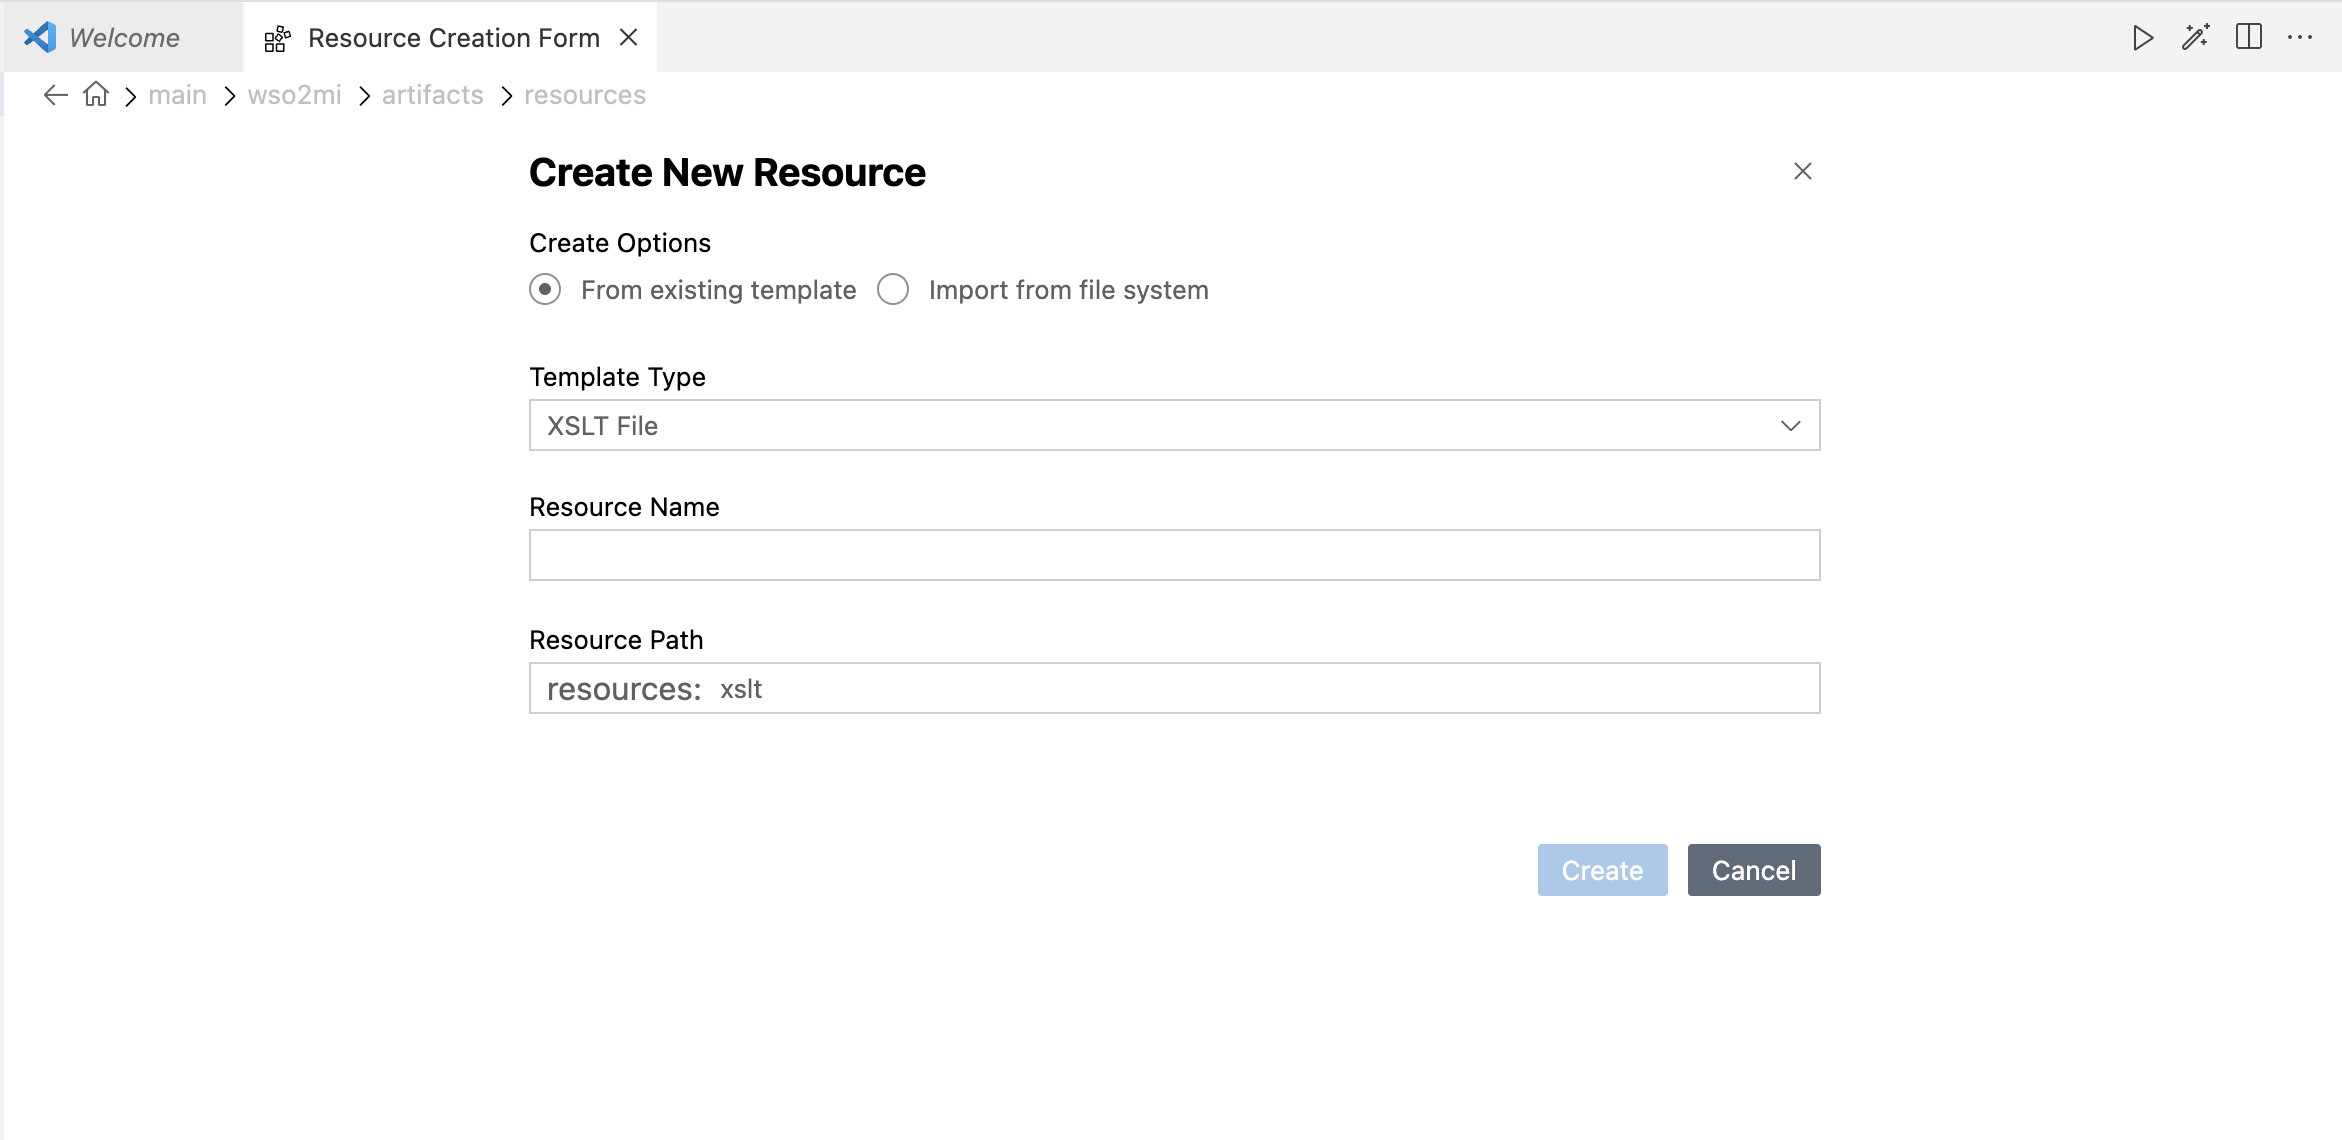 Welcome Resource Creation Form
main wso2mi artifacts resources
Create New Resource
Create Options
From existing template Import from file system
Template Type
XSLT File
Resource Name
Resource Path
resources: xslt
Create Cancel